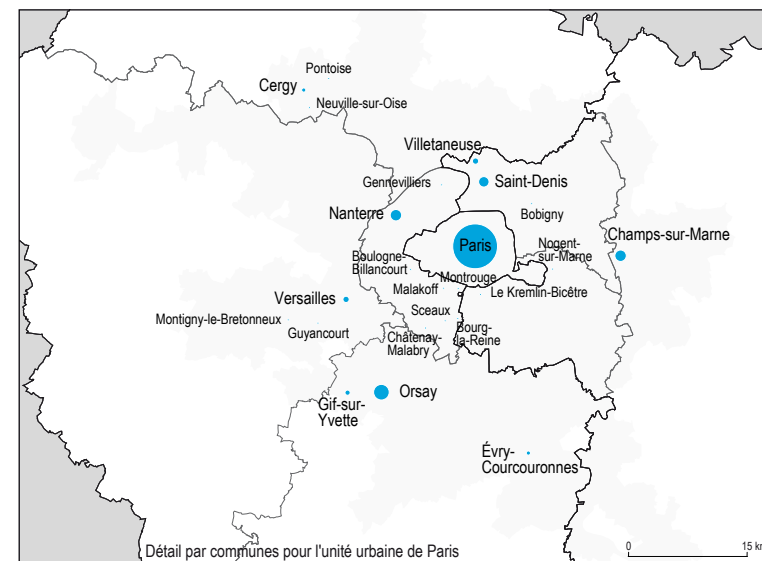 Pontoise
Cergy
Neuville-sur-Oise
Villetaneuse
Gennevilliers
Saint-Denis
Nanterre
Bobigny
Paris
Champs-sur-Marne
Nogent-
sur-Marne
Boulogne-
Billancourt
Montrouge
Malakoff
Le Kremlin-Bicêtre
Versailles
Sceaux
Montigny-le-Bretonneux
Guyancourt
Châtenay-
Malabry
Bourg-
la-Reine
Orsay
Gif-sur-
Yvette
Évry-
Courcouronnes
Détail par communes pour l'unité urbaine de Paris
0 15 km